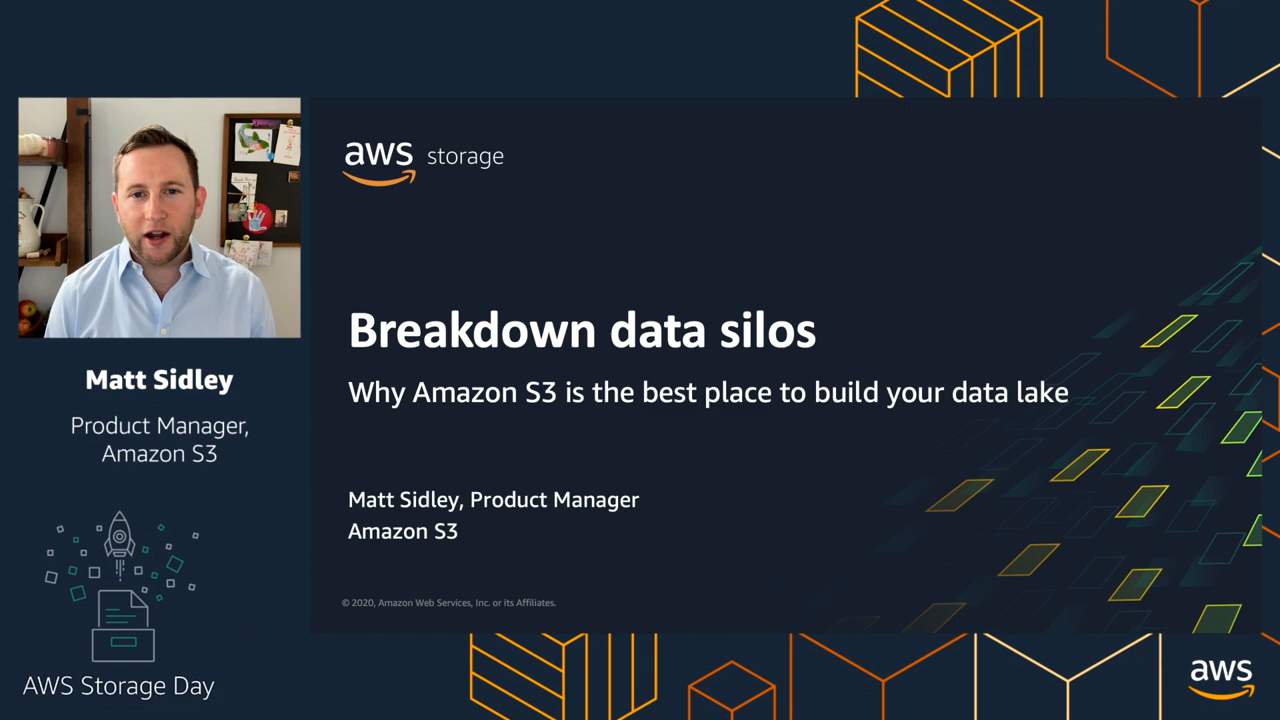 aws storage
Breakdown data silos
Why Amazon S3 is the best place to build your data lake
Matt Sidley, Product Manager
Amazon S3
© 2020, Amazon Web Services, Inc. or its Affiliates.
Matt Sidley
Product Manager,
Amazon S3
AWS Storage Day
aws